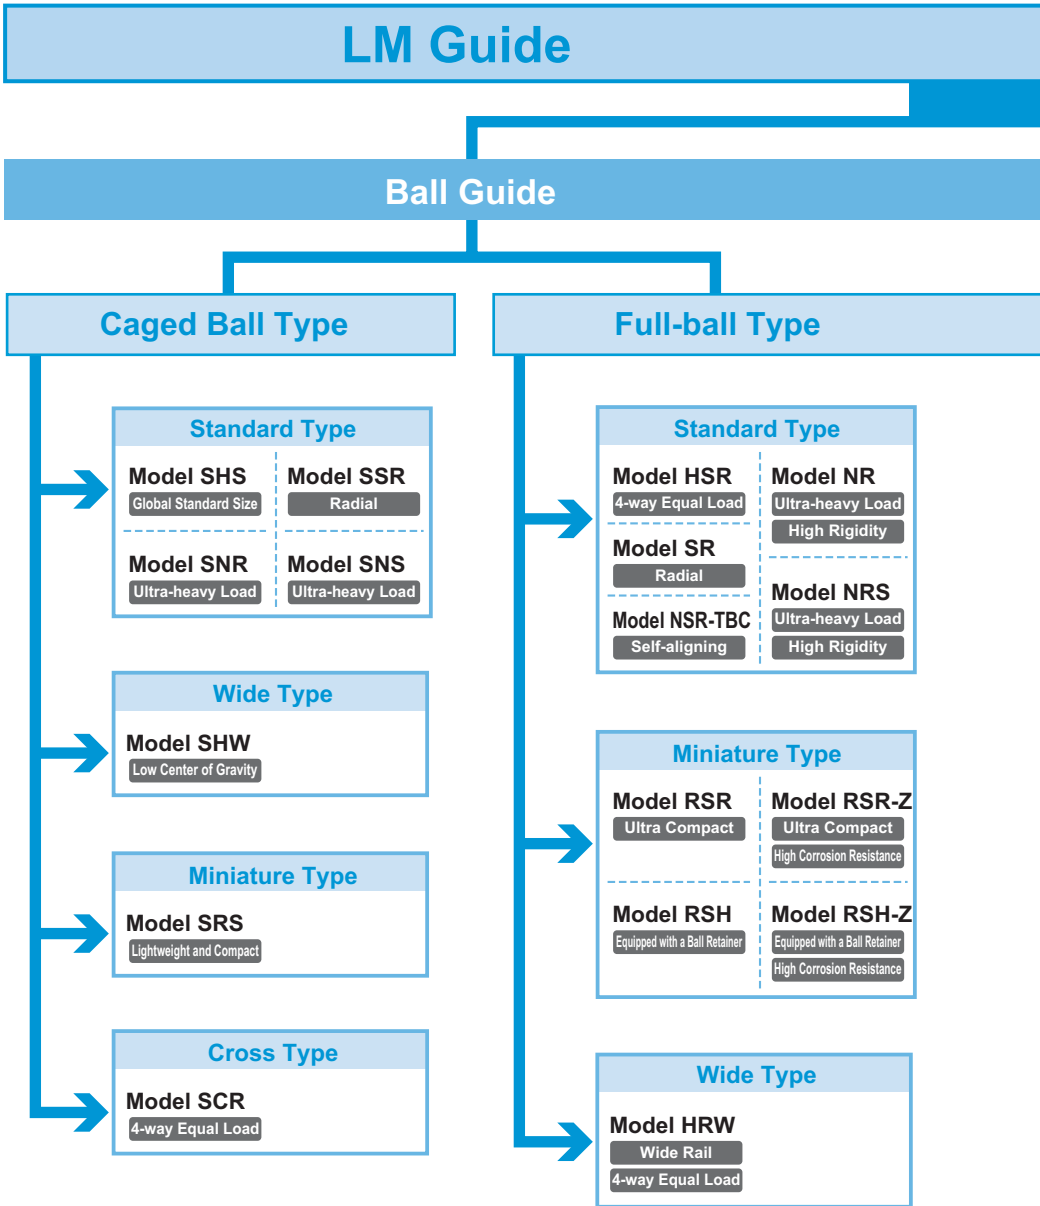 LM Guide
Ball Guide
Caged Ball Type
Standard Type
Model SHS
Global Standard Size
Model SSR
Radial
Model SNR
Ultra-heavy Load
Model SNS
Ultra-heavy Load
Wide Type
Model SHW
Low Center of Gravity
Miniature Type
Model SRS
Lightweight and Compact
Cross Type
Model SCR
4-way Equal Load
Full-ball Type
Standard Type
Model HSR
4-way Equal Load
Model SR
Radial
Model NSR-TBC
Self-aligning
Model NR
Ultra-heavy Load
High Rigidity
Model NRS
Ultra-heavy Load
High Rigidity
Miniature Type
Model RSR
Ultra Compact
Model RSR-Z
Ultra Compact
High Corrosion Resistance
Model RSH
Equipped with a Ball Retainer
Model RSH-Z
Equipped with a Ball Retainer
High Corrosion Resistance
Wide Type
Model HRW
Wide Rail
4-way Equal Load